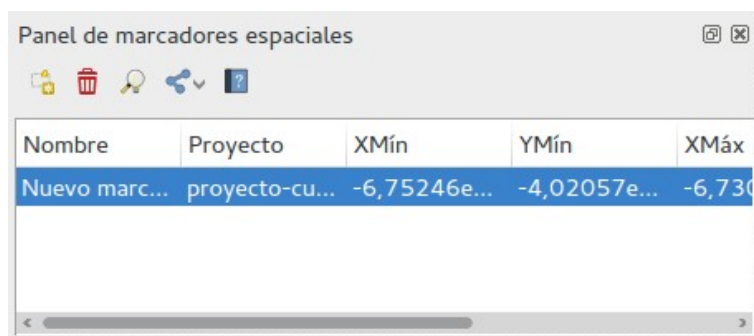 Panel de marcadores espaciales
Nombre Proyecto XMín YMín XMáx
Nuevo marc... proyecto-cu... -6,75246e... -4,02057e... -6,730